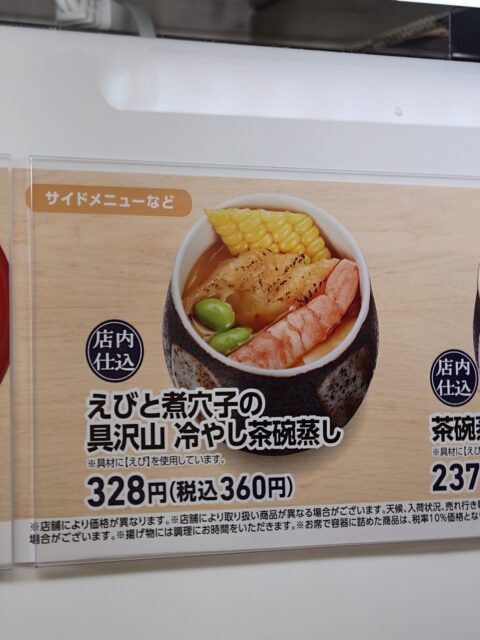 サイドメニューなど
店内
仕込
えびと煮穴子の
具沢山 冷やし茶碗蒸し
※具材に【えび】を使用しています。
328円(税込360円)
店内
仕込
茶碗
※具材に【え
237
※店舗により価格が異なります。※店舗により取り扱い商品が異なる場合がございます。天候、入荷状況、売れ行き
場合がございます。※揚げ物には調理にお時間をいただきます。※お席で容器に詰めた商品は、税率10%価格とな